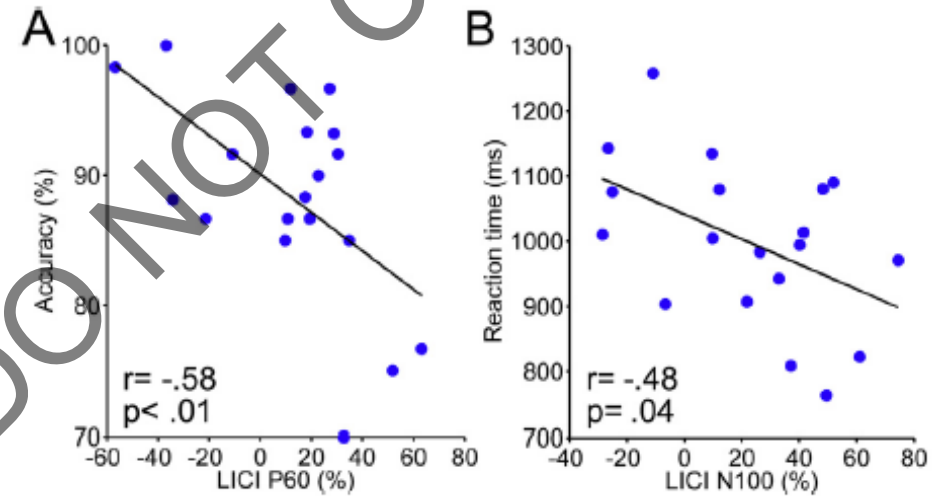 A
100
90
80
70
-60 -40 -20 0 20 40 60 80
Accuracy (%)
LICI P60 (%)
r= -.58
p< .01
B
1300
1200
1100
1000
900
800
700
-40 -20 0 20 40 60 80
Reaction time (ms)
LICI N100 (%)
r= -.48
p= .04
DO NOT